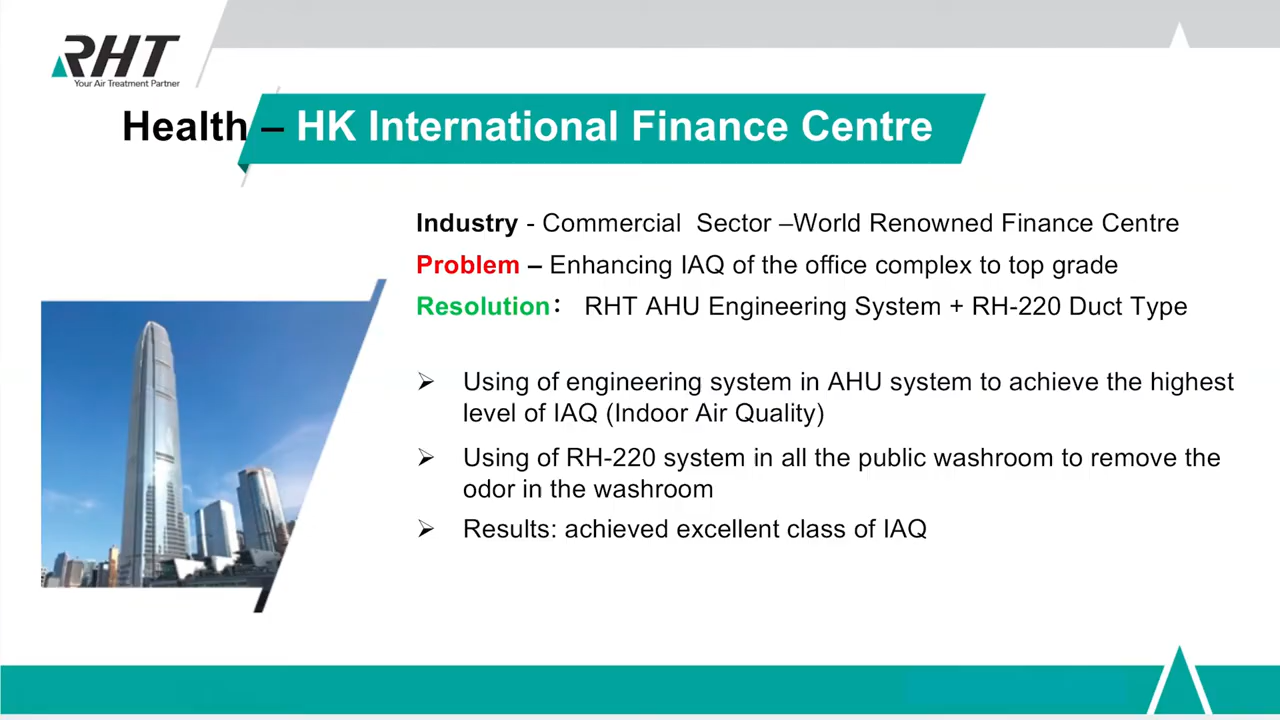 RHT
Your Air Treatment Partner
Health – HK International Finance Centre
Industry - Commercial Sector –World Renowned Finance Centre
Problem – Enhancing IAQ of the office complex to top grade
Resolution： RHT AHU Engineering System + RH-220 Duct Type
➢ Using of engineering system in AHU system to achieve the highest
level of IAQ (Indoor Air Quality)
➢ Using of RH-220 system in all the public washroom to remove the
odor in the washroom
➢ Results: achieved excellent class of IAQ